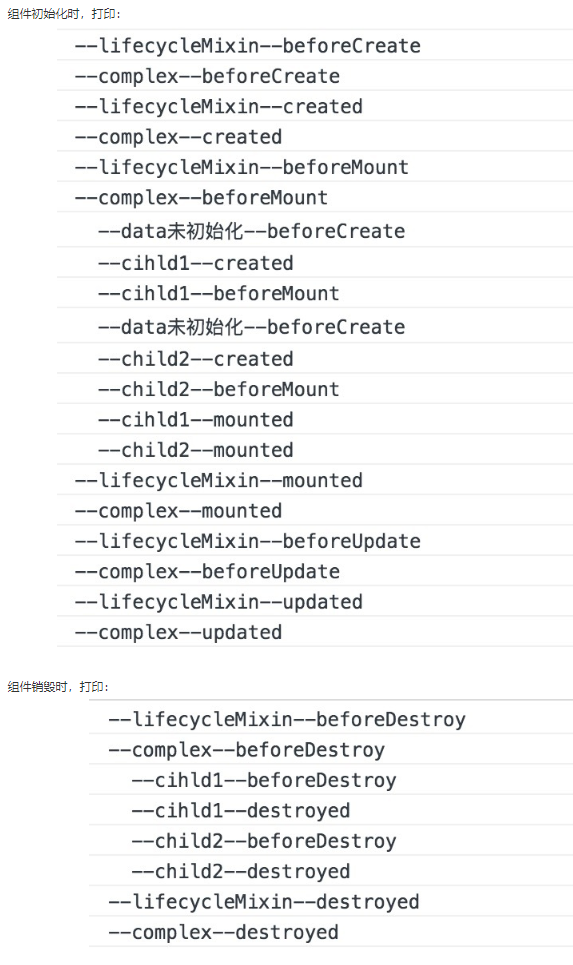 组件初始化时，打印：
--lifecycleMixin--beforeCreate
--complex--beforeCreate
--lifecycleMixin--created
--complex--created
--lifecycleMixin--beforeMount
--complex--beforeMount
--data未初始化--beforeCreate
--cihld1--created
--cihld1--beforeMount
--data未初始化--beforeCreate
--child2--created
--child2--beforeMount
--cihld1--mounted
--child2--mounted
--lifecycleMixin--mounted
--complex--mounted
--lifecycleMixin--beforeUpdate
--complex--beforeUpdate
--lifecycleMixin--updated
--complex--updated
组件销毁时，打印：
--lifecycleMixin--beforeDestroy
--complex--beforeDestroy
--cihld1--beforeDestroy
--cihld1--destroyed
--child2--beforeDestroy
--child2--destroyed
--lifecycleMixin--destroyed
--complex--destroyed